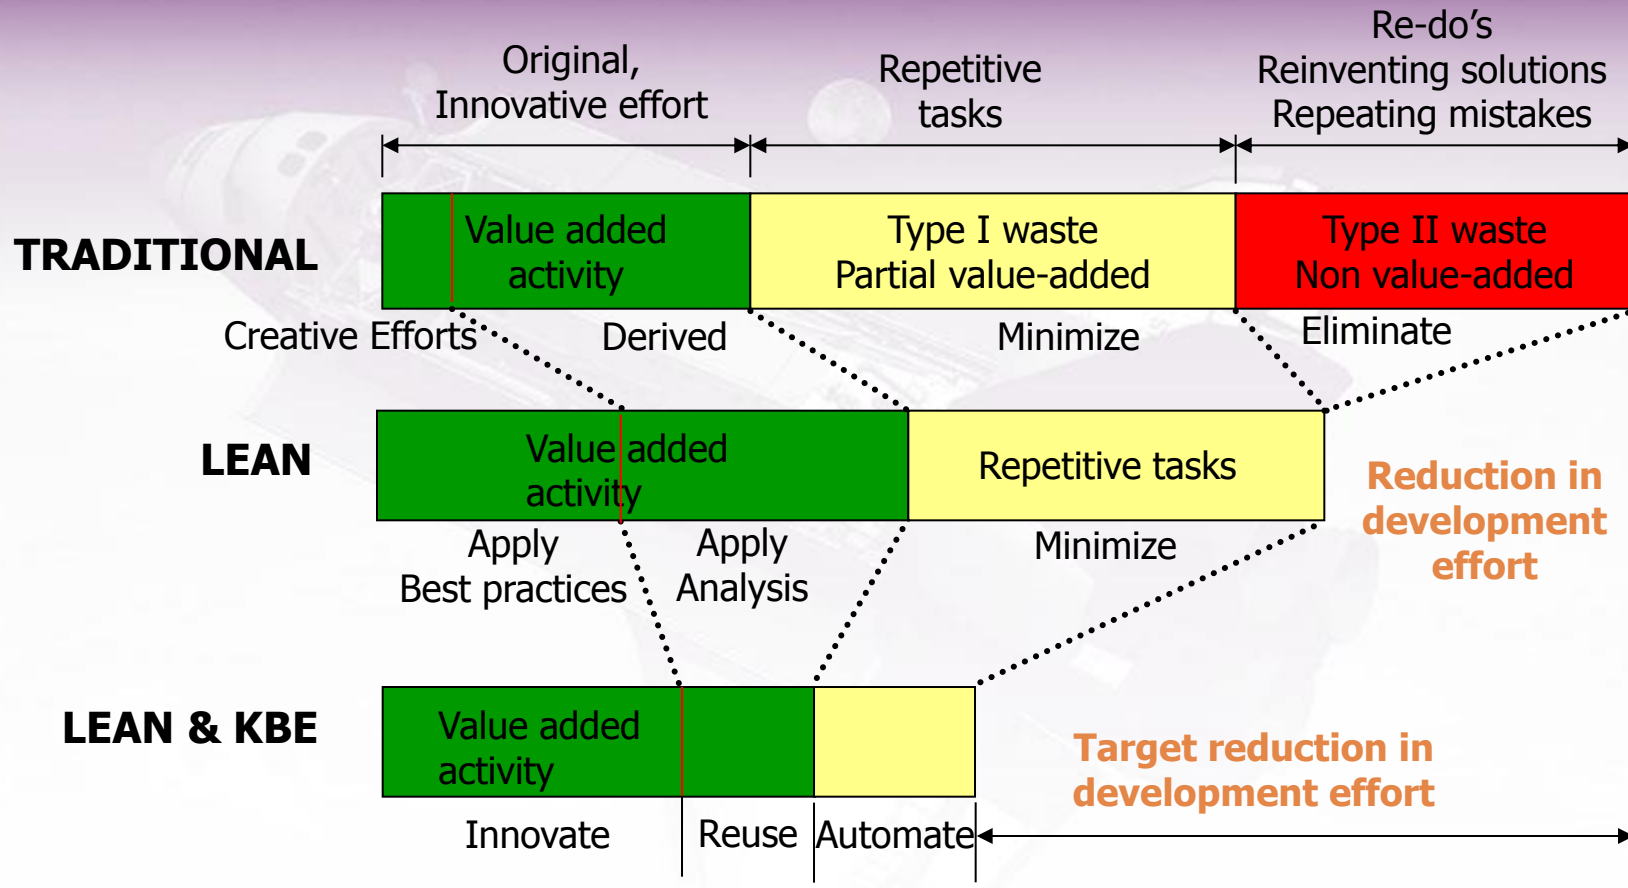 Original,
Innovative effort
Repetitive
tasks
Re-do’s
Reinventing solutions
Repeating mistakes
TRADITIONAL
Value added
activity
Type I waste
Partial value-added
Type II waste
Non value-added
Creative Efforts
Derived
Minimize
Eliminate
LEAN
Value added
activity
Repetitive tasks
Apply
Best practices
Apply
Analysis
Minimize
Reduction in
development
effort
LEAN & KBE
Value added
activity
Target reduction in
development effort
Innovate
Reuse
Automate